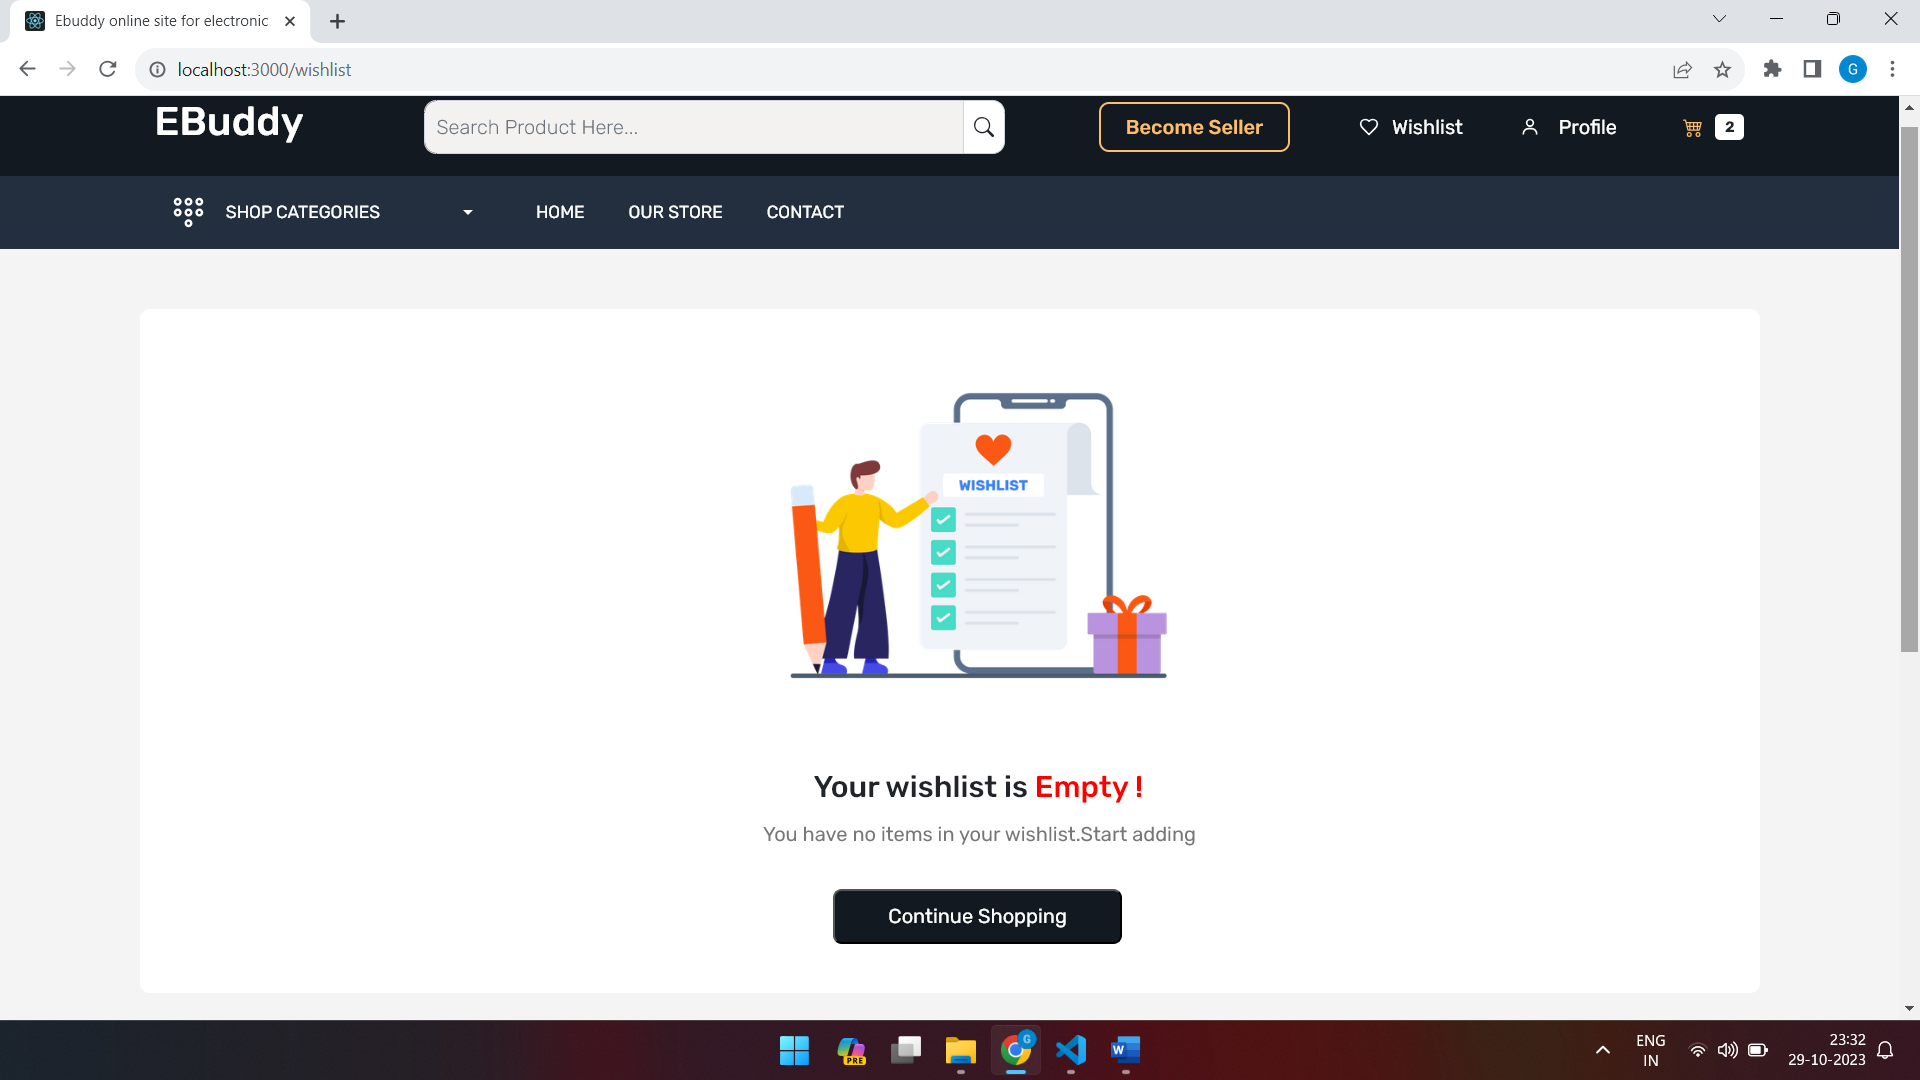 Ebuddy online site for electronic
localhost:3000/wishlist
G
EBuddy
Search Product Here...
Become Seller
Wishlist
Profile
2
SHOP CATEGORIES
HOME
OUR STORE
CONTACT
WISHLIST
Your wishlist is Empty !
You have no items in your wishlist.Start adding
Continue Shopping
PRE
G
W
ENG
IN
23:32
29-10-2023